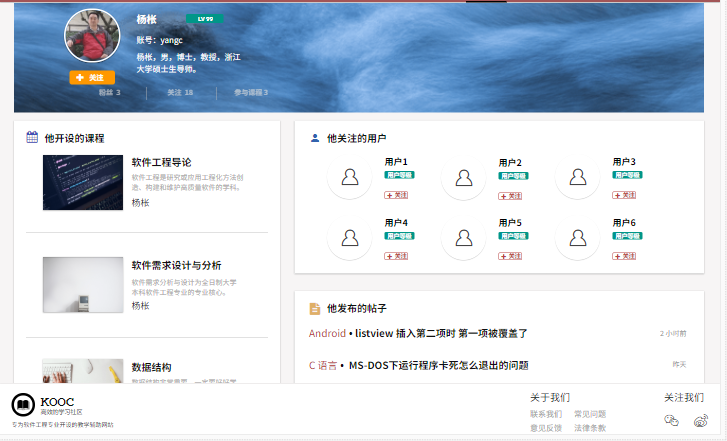 杨枨
LV 99
账号：yangc
杨枨，男，博士，教授，浙江
大学硕士生导师。
关注
粉丝 3
关注 18
参与课程 3
他开设的课程
软件工程导论
软件工程是研究或应用工程化方法创
造、构建和维护高质量软件的学科。
杨枨
软件需求设计与分析
软件需求分析与设计为全日制大学
本科软件工程专业的专业核心。
杨枨
数据结构
他关注的用户
用户1
用户等级
关注
用户2
用户等级
关注
用户3
用户等级
关注
用户4
用户等级
关注
用户5
用户等级
关注
用户6
用户等级
关注
他发布的帖子
Android • listview 插入第二项时 第一项被覆盖了
2 小时前
C 语言 • MS-DOS下运行程序卡死怎么退出的问题
昨天
KOOC
高效的学习社区
专为软件工程专业开设的教学辅助网站
关于我们
联系我们 常见问题
意见反馈 法律条款
关注我们